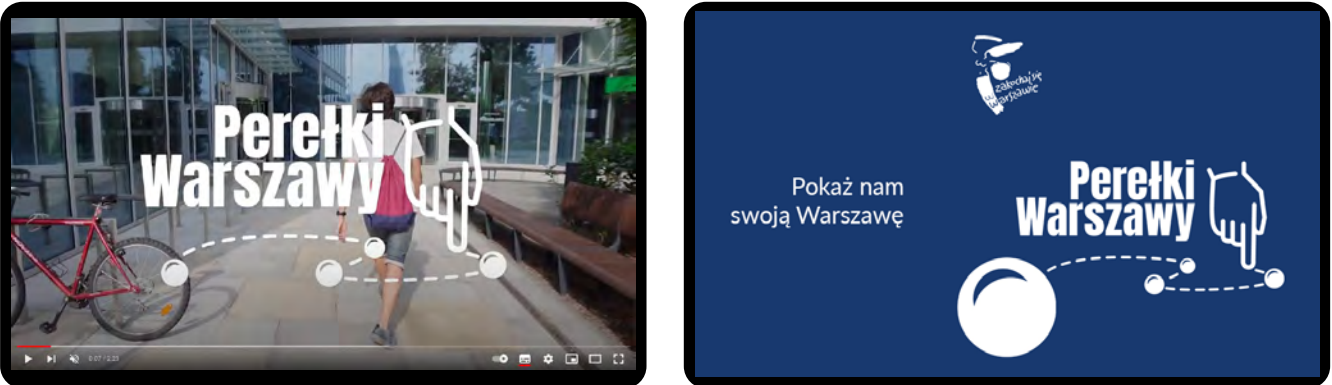 Perełki
Warszawy
0:07 / 2:23
zakochaj się
w Warszawie
Pokaż nam
swoją Warszawę
Perełki
Warszawy